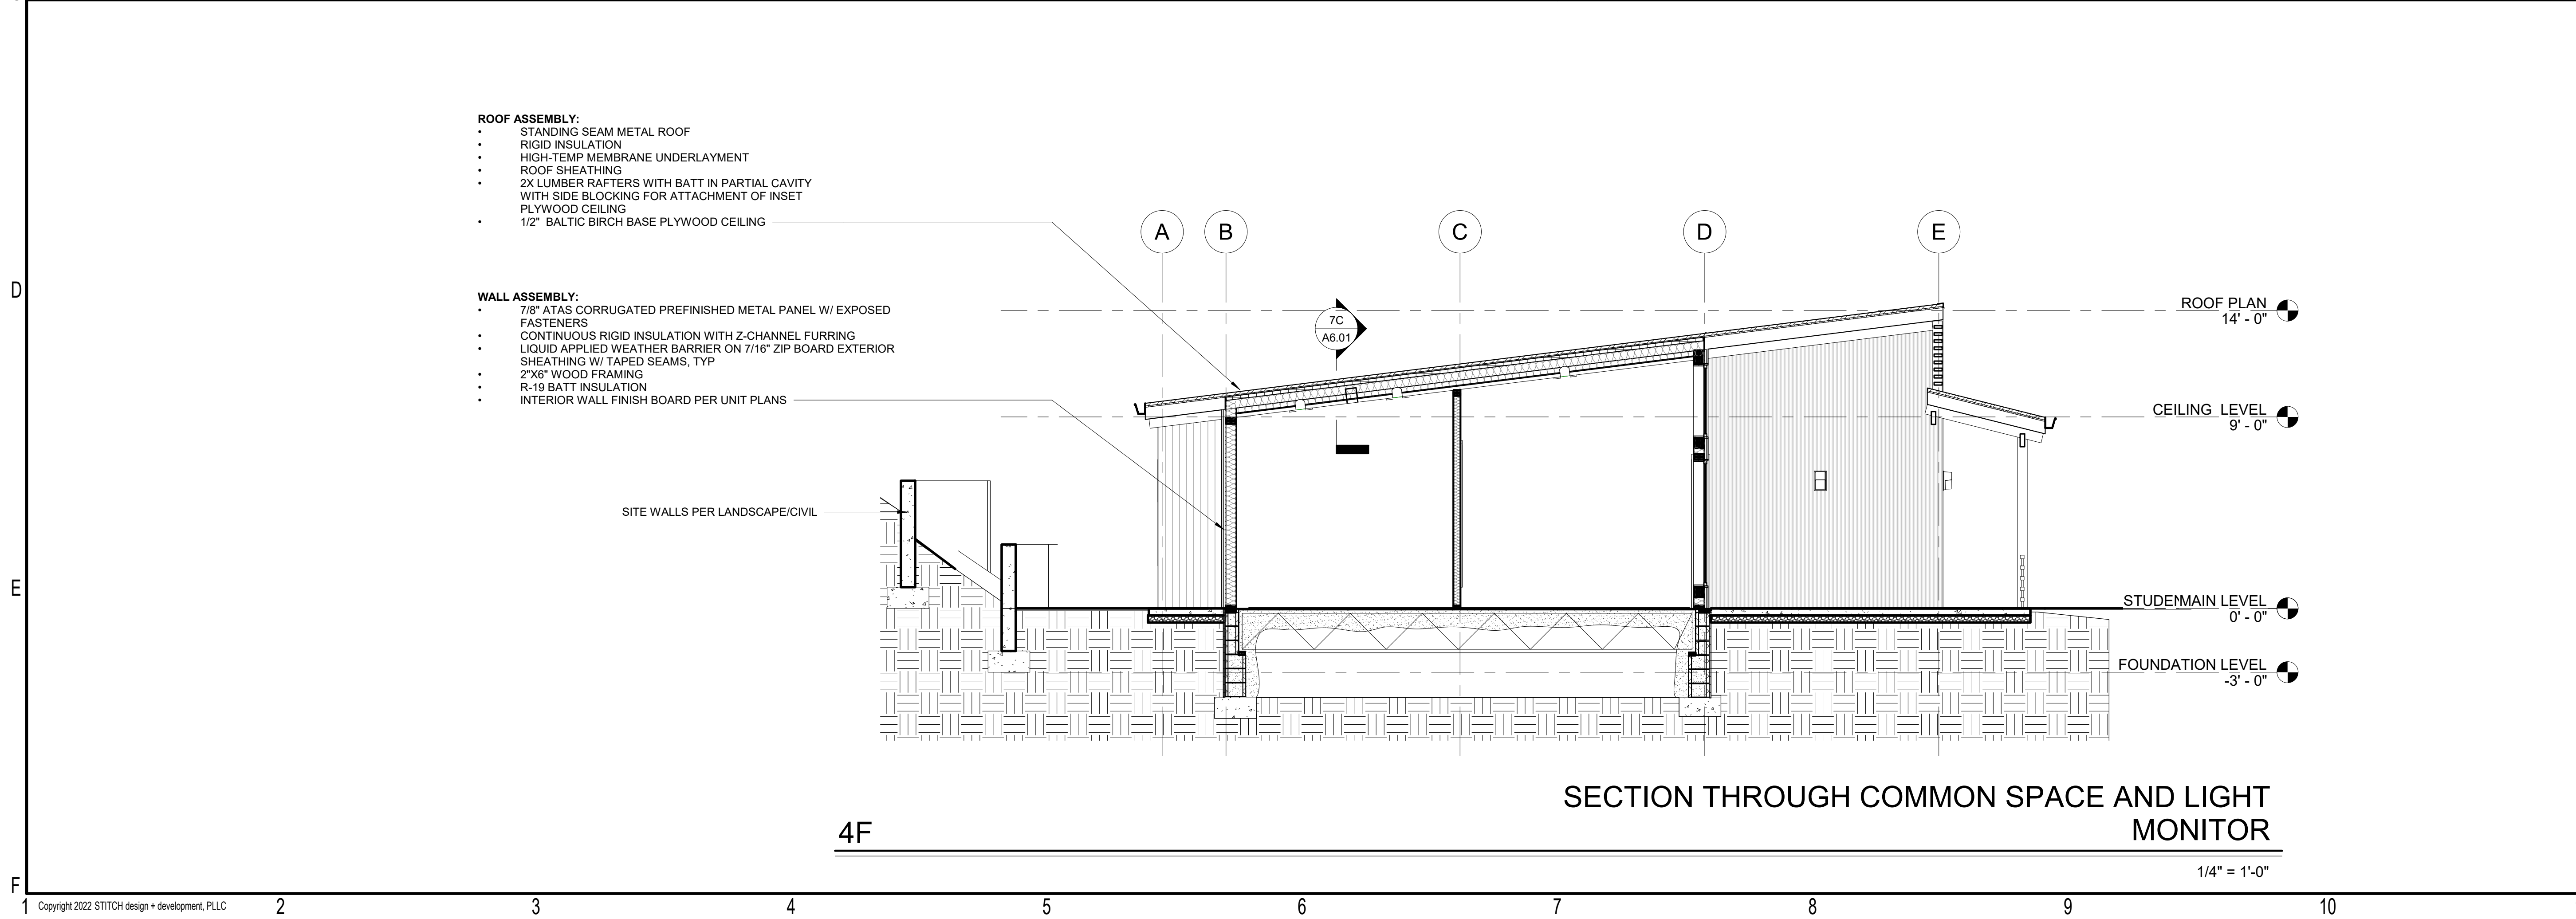 ROOF ASSEMBLY:
• STANDING SEAM METAL ROOF
• RIGID INSULATION
• HIGH-TEMP MEMBRANE UNDERLAYMENT
• ROOF SHEATHING
• 2X LUMBER RAFTERS WITH BATT IN PARTIAL CAVITY
WITH SIDE BLOCKING FOR ATTACHMENT OF INSET
PLYWOOD CEILING
• 1/2" BALTIC BIRCH BASE PLYWOOD CEILING
A B C D E
D
WALL ASSEMBLY:
• 7/8" ATAS CORRUGATED PREFINISHED METAL PANEL W/ EXPOSED
FASTENERS
• CONTINUOUS RIGID INSULATION WITH Z-CHANNEL FURRING
• LIQUID APPLIED WEATHER BARRIER ON 7/16" ZIP BOARD EXTERIOR
SHEATHING W/ TAPED SEAMS, TYP
• 2"X6" WOOD FRAMING
• R-19 BATT INSULATION
• INTERIOR WALL FINISH BOARD PER UNIT PLANS
7C
A6.01
ROOF PLAN
14' - 0"
CEILING LEVEL
9' - 0"
SITE WALLS PER LANDSCAPE/CIVIL
E
MAIN LEVEL
0' - 0"
FOUNDATION LEVEL
-3' - 0"
SECTION THROUGH COMMON SPACE AND LIGHT
MONITOR
4F
1/4" = 1'-0"
F
1 Copyright 2022 STITCH design + development, PLLC 2 3 4 5 6 7 8 9 10